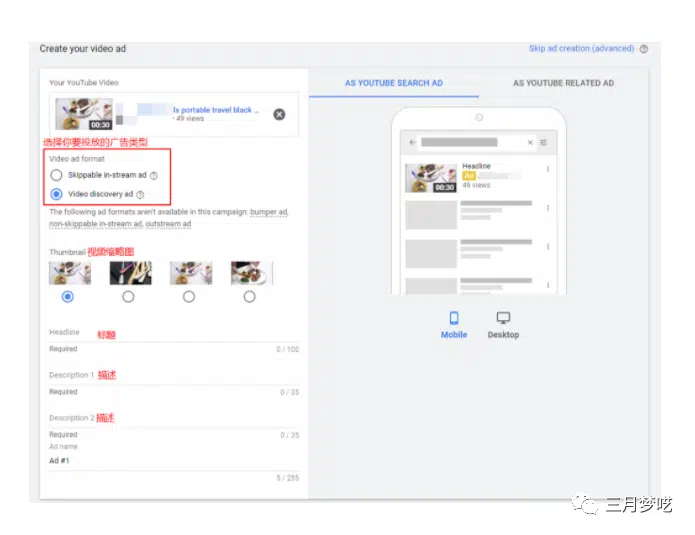 Create your video ad
Skip ad creation (advanced)
Your YouTube Video
Is portable travel black ...
00:30
· 49 views
选择你要投放的广告类型
Video ad format
Skippable in-stream ad
Video discovery ad
The following ad formats aren't available in this campaign: bumper ad,
non-skippable in-stream ad, outstream ad
Thumbnail 视频缩略图
Headline 标题
Required 0 / 100
Description 1 描述
Required 0 / 35
Description 2 描述
Required 0 / 35
Ad name
Ad #1
5 / 255
AS YOUTUBE SEARCH AD
AS YOUTUBE RELATED AD
Headline
Ad
00:30
49 views
Mobile
Desktop
三月梦呓